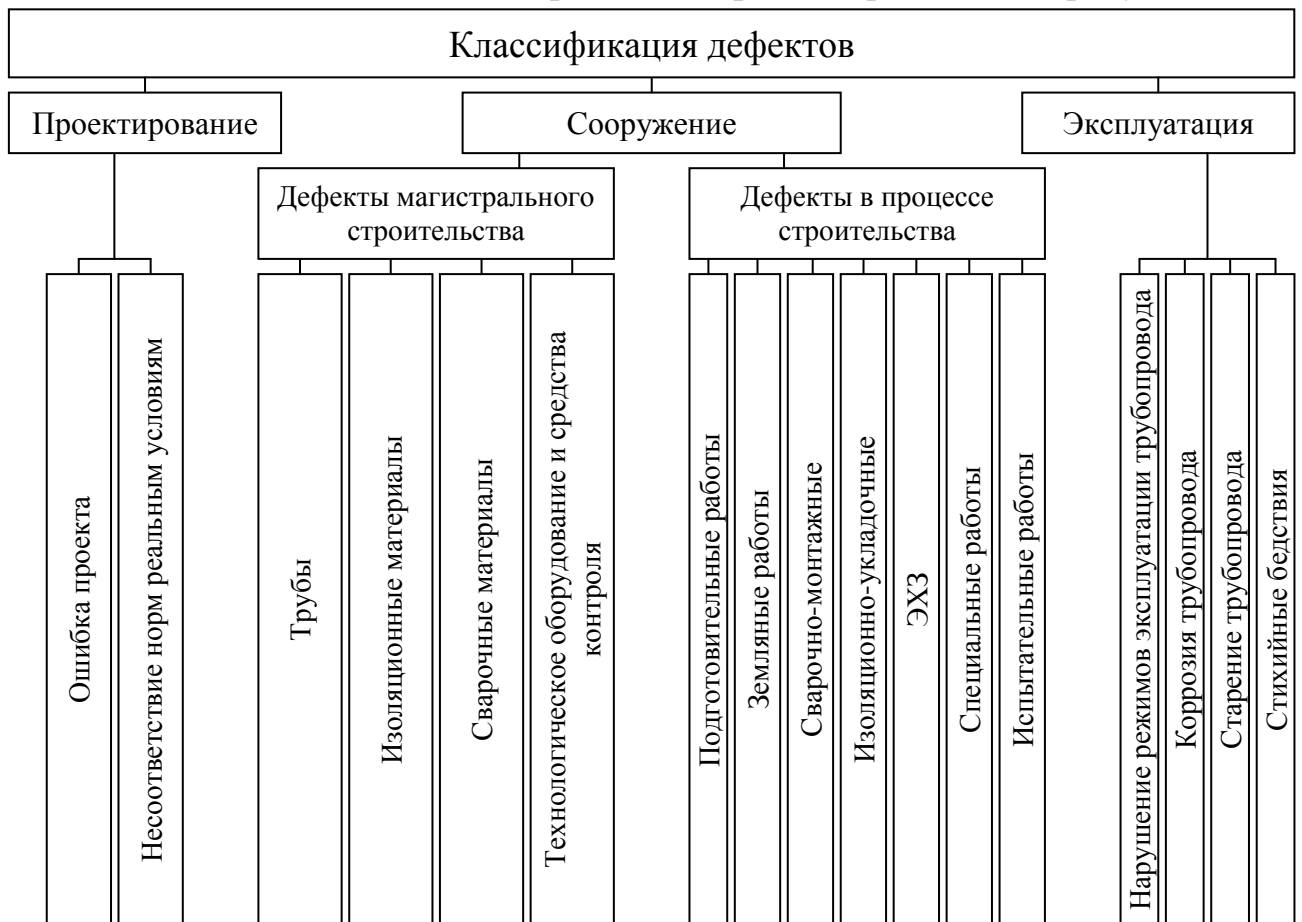 Классификация дефектов
Проектирование
Сооружение
Эксплуатация
Дефекты магистрального
строительства
Дефекты в процессе
строительства
Ошибка проекта
Несоответствие норм реальным условиям
Трубы
Изоляционные материалы
Сварочные материалы
Технологическое оборудование и средства
контроля
Подготовительные работы
Земляные работы
Сварочно-монтажные
Изоляционно-укладочные
ЭХЗ
Специальные работы
Испытательные работы
Нарушение режимов эксплуатации трубопровода
Коррозия трубопровода
Старение трубопровода
Стихийные бедствия